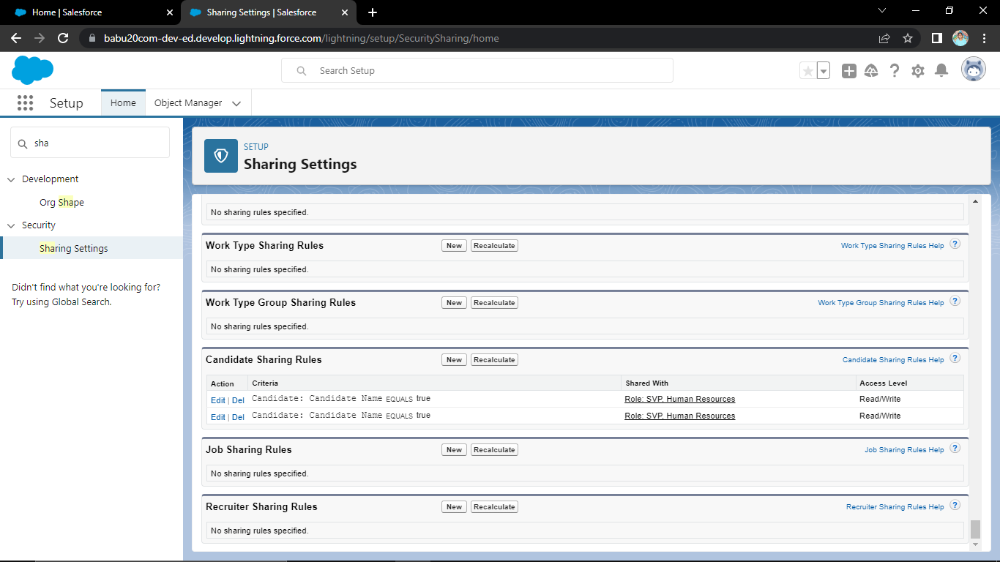 Home | Salesforce
Sharing Settings | Salesforce
babu20com-dev-ed.develop.lightning.force.com/lightning/setup/SecuritySharing/home
Search Setup
Setup
Home
Object Manager
sha
Development
Org Shape
Security
Sharing Settings
Didn't find what you're looking for?
Try using Global Search.
SETUP
Sharing Settings
No sharing rules specified.
Work Type Sharing Rules New Recalculate Work Type Sharing Rules Help ?
No sharing rules specified.
Work Type Group Sharing Rules New Recalculate Work Type Group Sharing Rules Help ?
No sharing rules specified.
Candidate Sharing Rules New Recalculate Candidate Sharing Rules Help ?
Action Criteria Shared With Access Level
Edit | Del Candidate: Candidate Name EQUALS true Role: SVP, Human Resources Read/Write
Edit | Del Candidate: Candidate Name EQUALS true Role: SVP, Human Resources Read/Write
Job Sharing Rules New Recalculate Job Sharing Rules Help ?
No sharing rules specified.
Recruiter Sharing Rules New Recalculate Recruiter Sharing Rules Help ?
No sharing rules specified.